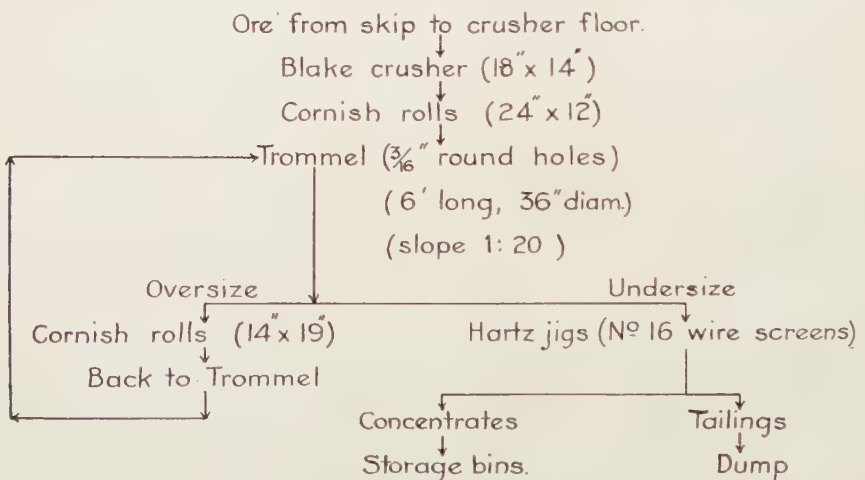 Ore from skip to crusher floor.
Blake crusher (18" x 14")
Cornish rolls (24" x 12")
Trommel (3/16" round holes)
(6' long, 36" diam.)
(slope 1:20)
Oversize
Undersize
Cornish rolls (14" x 19")
Hartz jigs (Nº 16 wire screens)
Back to Trommel
Concentrates
Tailings
Storage bins.
Dump